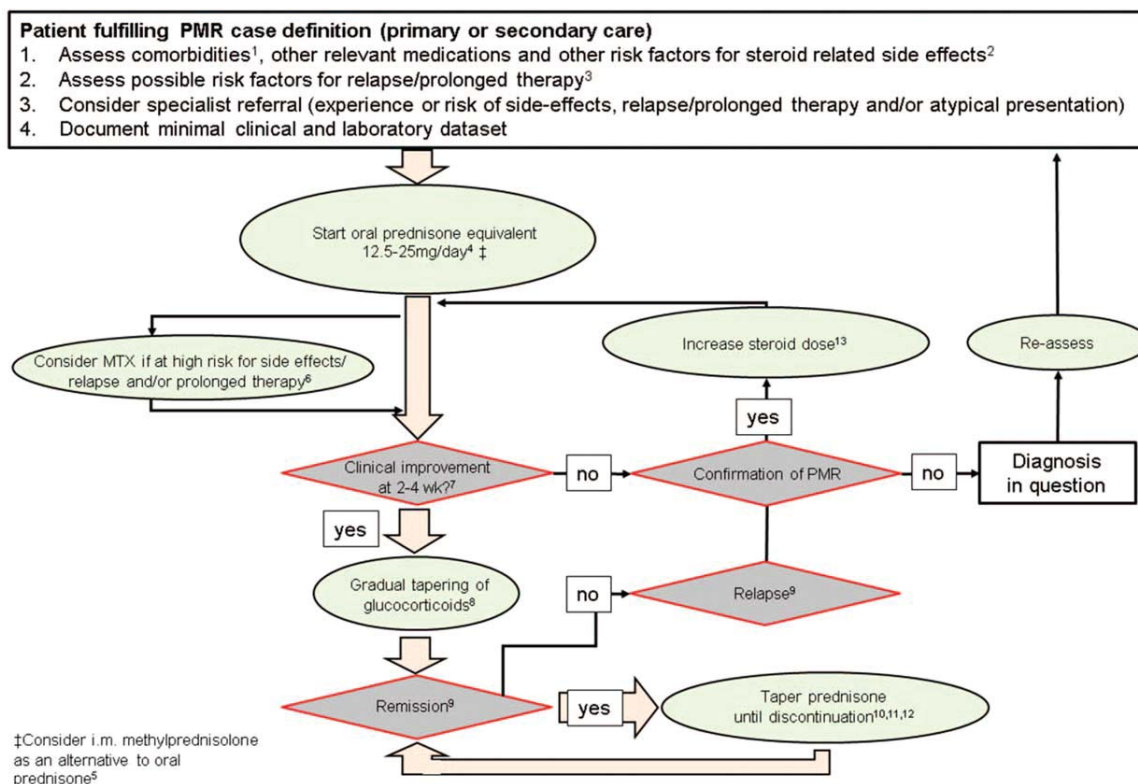 Patient fulfilling PMR case definition (primary or secondary care)
1. Assess comorbidities¹, other relevant medications and other risk factors for steroid related side effects²
2. Assess possible risk factors for relapse/prolonged therapy³
3. Consider specialist referral (experience or risk of side-effects, relapse/prolonged therapy and/or atypical presentation)
4. Document minimal clinical and laboratory dataset
Start oral prednisone equivalent
12.5-25mg/day⁴ ‡
Consider MTX if at high risk for side effects/
relapse and/or prolonged therapy⁶
Increase steroid dose¹³
Re-assess
yes
Clinical improvement
at 2-4 wk?⁷
no
Confirmation of PMR
no
Diagnosis
in question
yes
Gradual tapering of
glucocorticoids⁸
no
Relapse⁹
Remission⁹
yes
Taper prednisone
until discontinuation¹⁰,¹¹,¹²
‡Consider i.m. methylprednisolone
as an alternative to oral
prednisone⁵